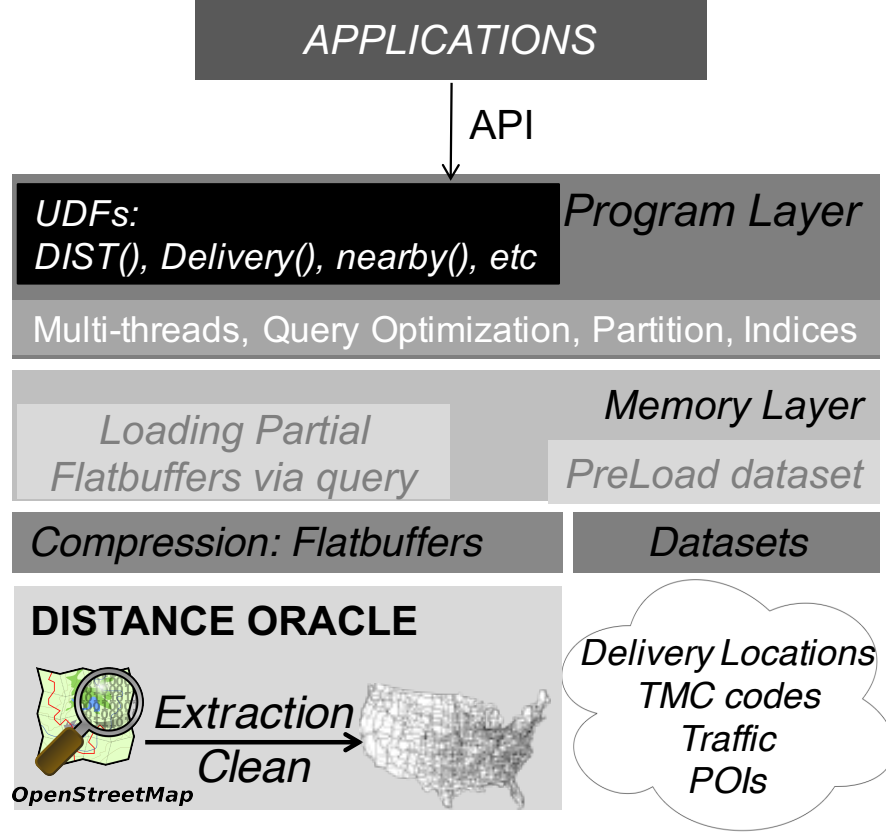 APPLICATIONS
API
UDFs:
DIST(), Delivery(), nearby(), etc
Program Layer
Multi-threads, Query Optimization, Partition, Indices
Memory Layer
Loading Partial
Flatbuffers via query
PreLoad dataset
Compression: Flatbuffers
Datasets
DISTANCE ORACLE
Extraction
Clean
OpenStreetMap
Delivery Locations
TMC codes
Traffic
POIs